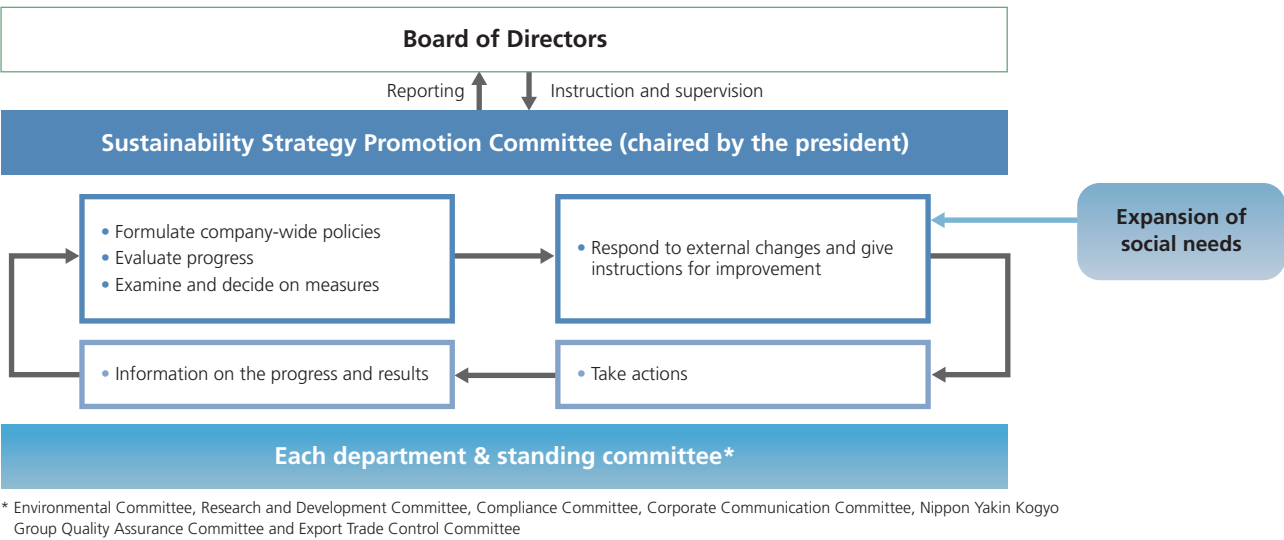 Board of Directors
Reporting
Instruction and supervision
Sustainability Strategy Promotion Committee (chaired by the president)
• Formulate company-wide policies
• Evaluate progress
• Examine and decide on measures
• Respond to external changes and give
instructions for improvement
Expansion of
social needs
• Information on the progress and results
• Take actions
Each department & standing committee*
* Environmental Committee, Research and Development Committee, Compliance Committee, Corporate Communication Committee, Nippon Yakin Kogyo
Group Quality Assurance Committee and Export Trade Control Committee